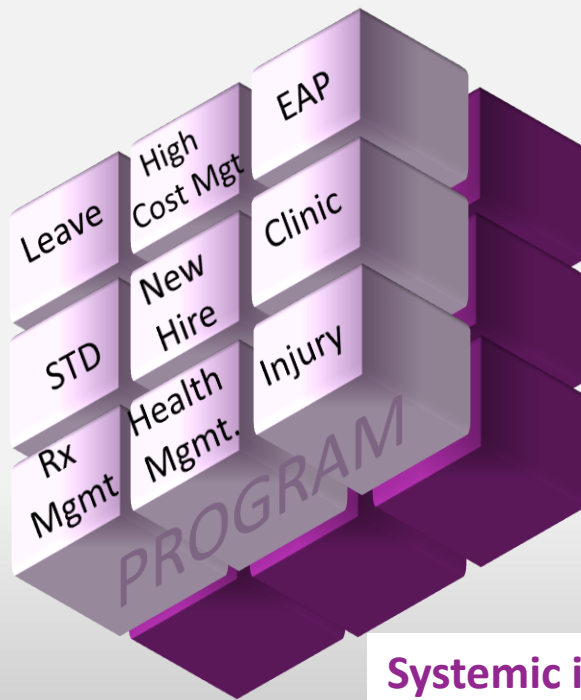 EAP
High
Cost Mgt
Leave
Clinic
New
Hire
STD
Injury
Health
Mgmt.
Rx
Mgmt
PROGRAM
Systemic i